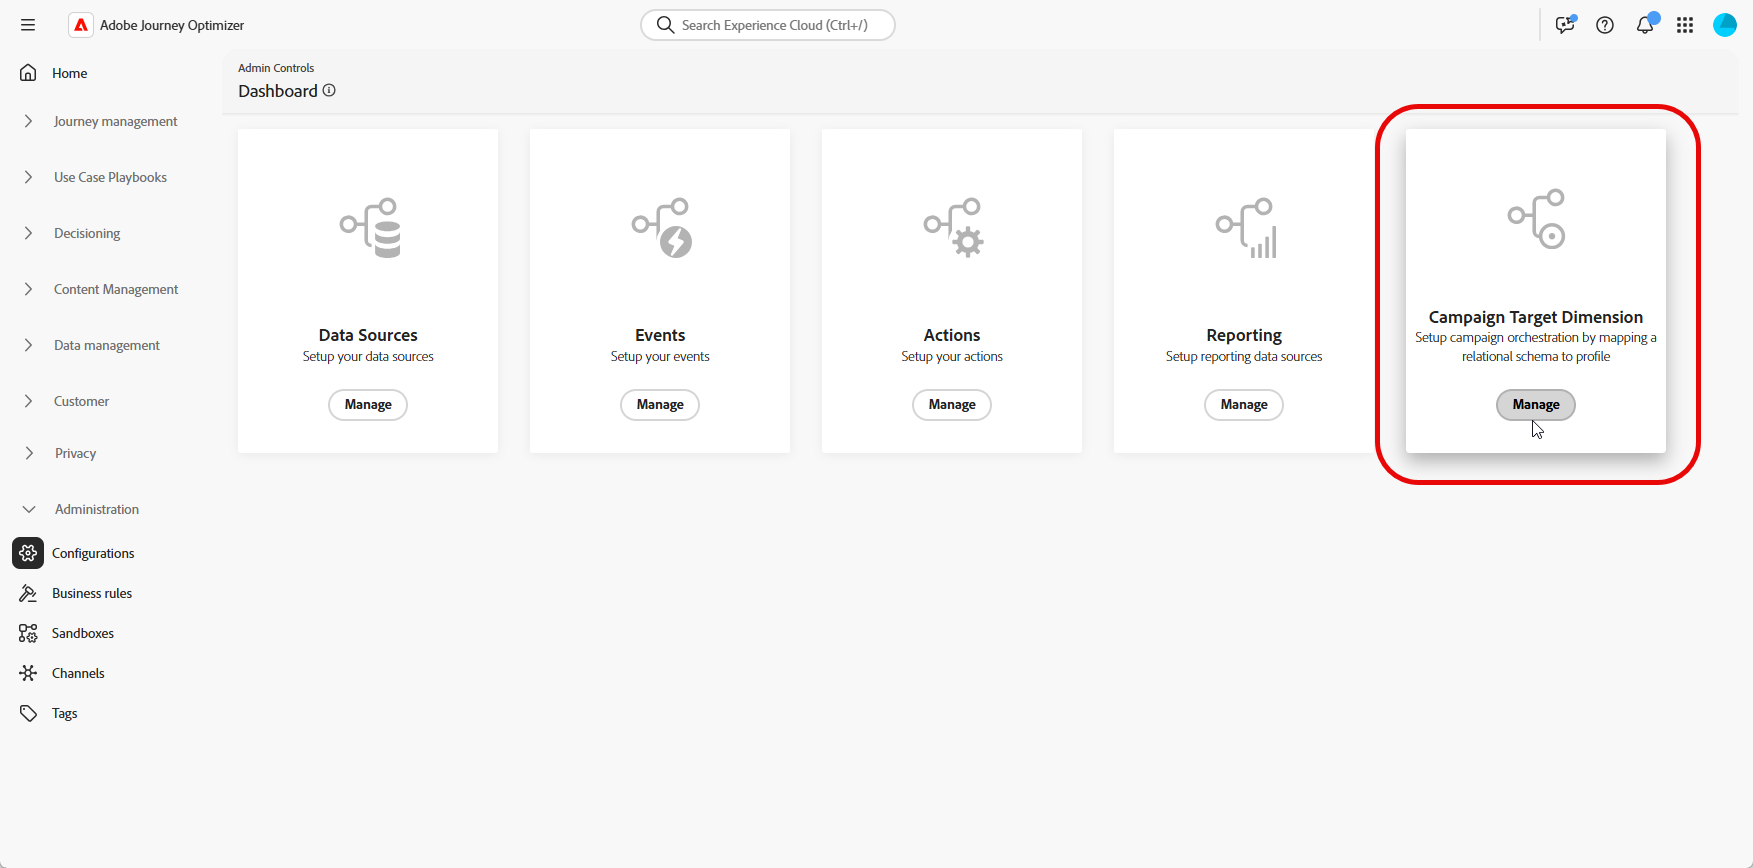 Adobe Journey Optimizer
Search Experience Cloud (Ctrl+/)
Home
Journey management
Use Case Playbooks
Decisioning
Content Management
Data management
Customer
Privacy
Administration
Configurations
Business rules
Sandboxes
Channels
Tags
Admin Controls
Dashboard
Data Sources
Setup your data sources
Manage
Events
Setup your events
Manage
Actions
Setup your actions
Manage
Reporting
Setup reporting data sources
Manage
Campaign Target Dimension
Setup campaign orchestration by mapping a
relational schema to profile
Manage